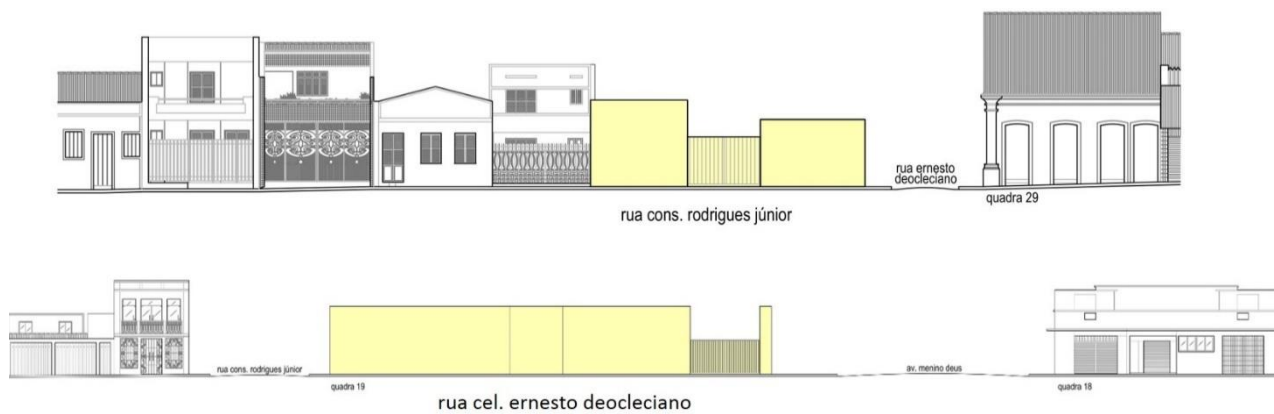 rua ernesto
deocleciano
quadra 29
rua cons. rodrigues júnior
rua cons. rodrigues júnior
av. menino deus
quadra 19
quadra 18
rua cel. ernesto deocleciano